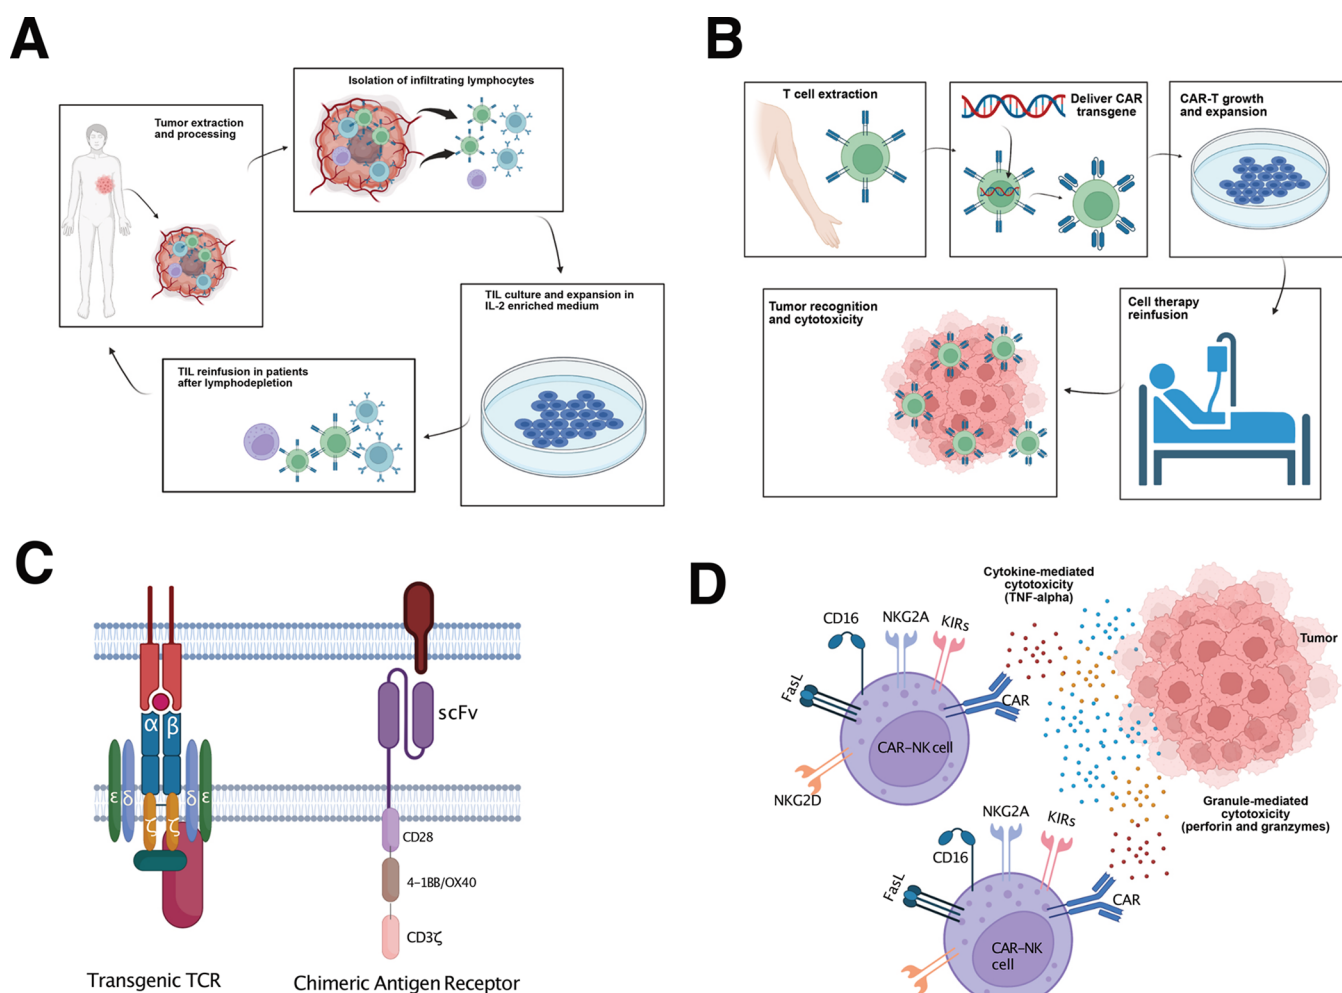 A
Tumor extraction
and processing
Isolation of infiltrating lymphocytes
TIL culture and expansion in
IL-2 enriched medium
TIL reinfusion in patients
after lymphodepletion
B
T cell extraction
Deliver CAR
transgene
CAR-T growth
and expansion
Tumor recognition
and cytotoxicity
Cell therapy
reinfusion
C
α β
ε δ δ ε
ζ ζ
Transgenic TCR
scFv
CD28
4-1BB/OX40
CD3ζ
Chimeric Antigen Receptor
D
Cytokine-mediated
cytotoxicity
(TNF-alpha)
CD16
NKG2A
KIRs
FasL
CAR
CAR-NK cell
NKG2D
Tumor
Granule-mediated
cytotoxicity
(perforin and granzymes)
NKG2A
KIRs
CD16
FasL
CAR
CAR-NK
cell